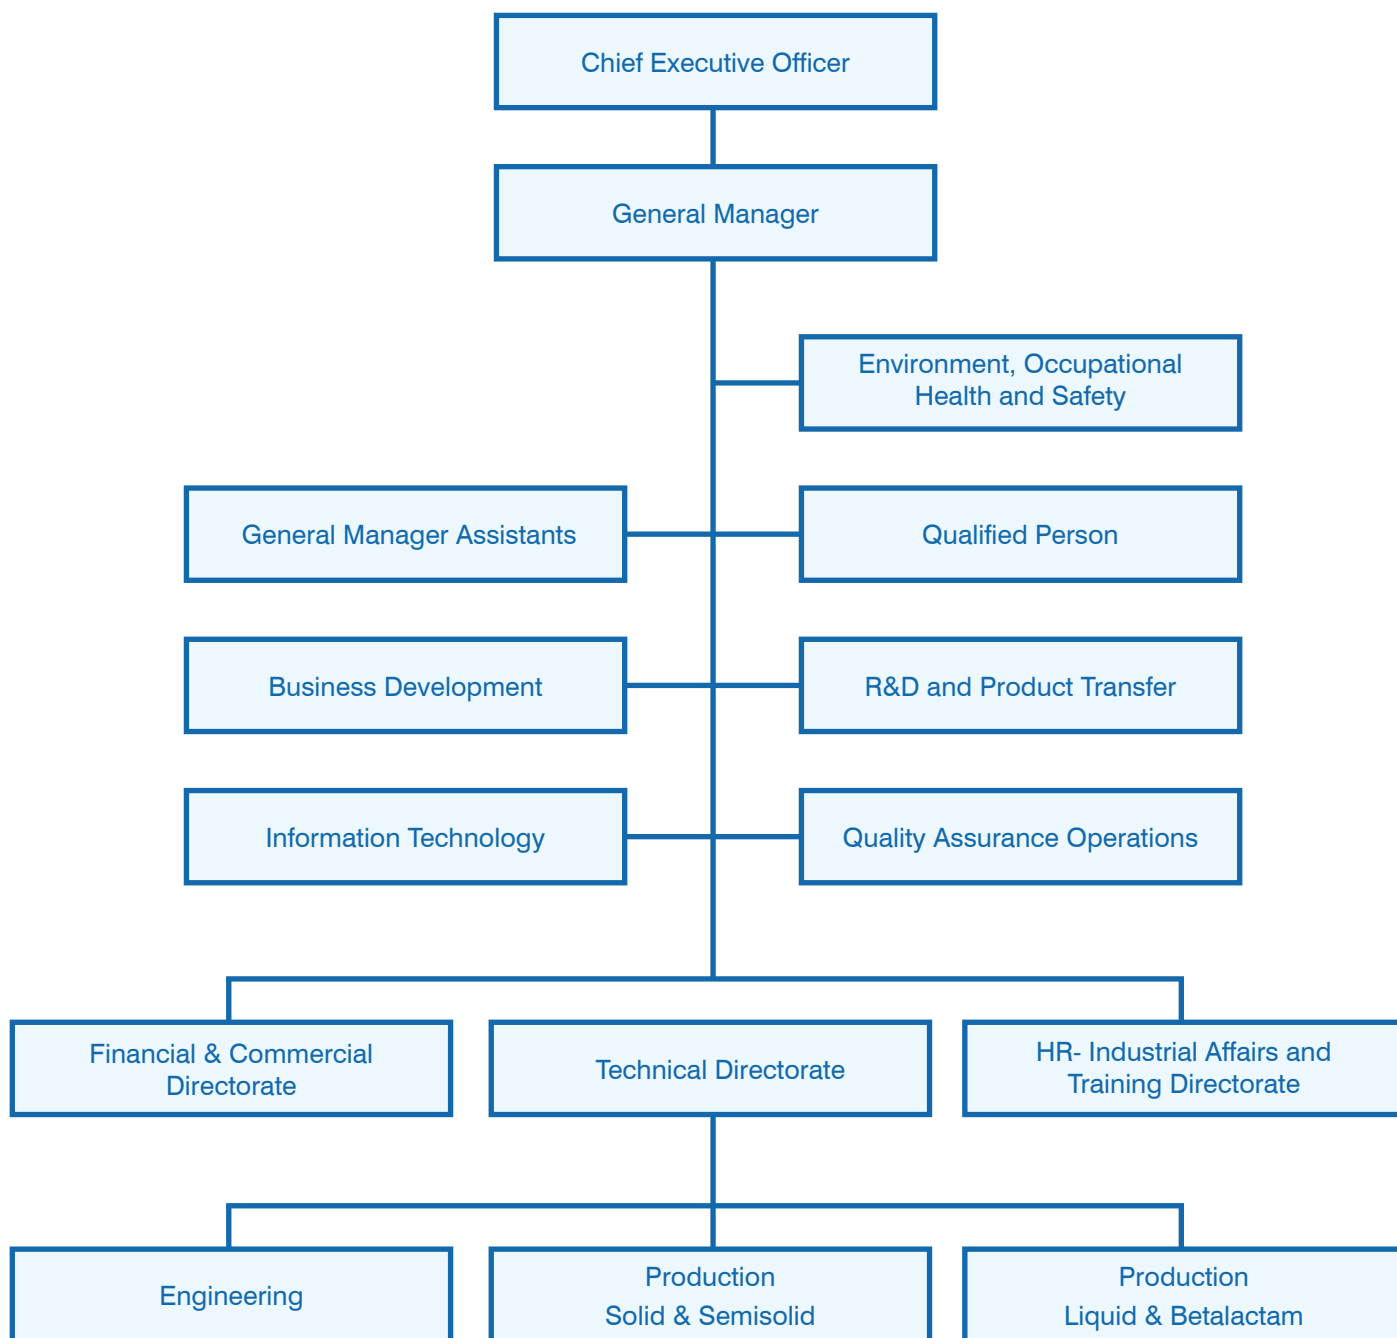 Chief Executive Officer
General Manager
Environment, Occupational
Health and Safety
General Manager Assistants
Qualified Person
Business Development
R&D and Product Transfer
Information Technology
Quality Assurance Operations
Financial & Commercial
Directorate
Technical Directorate
HR- Industrial Affairs and
Training Directorate
Engineering
Production
Solid & Semisolid
Production
Liquid & Betalactam